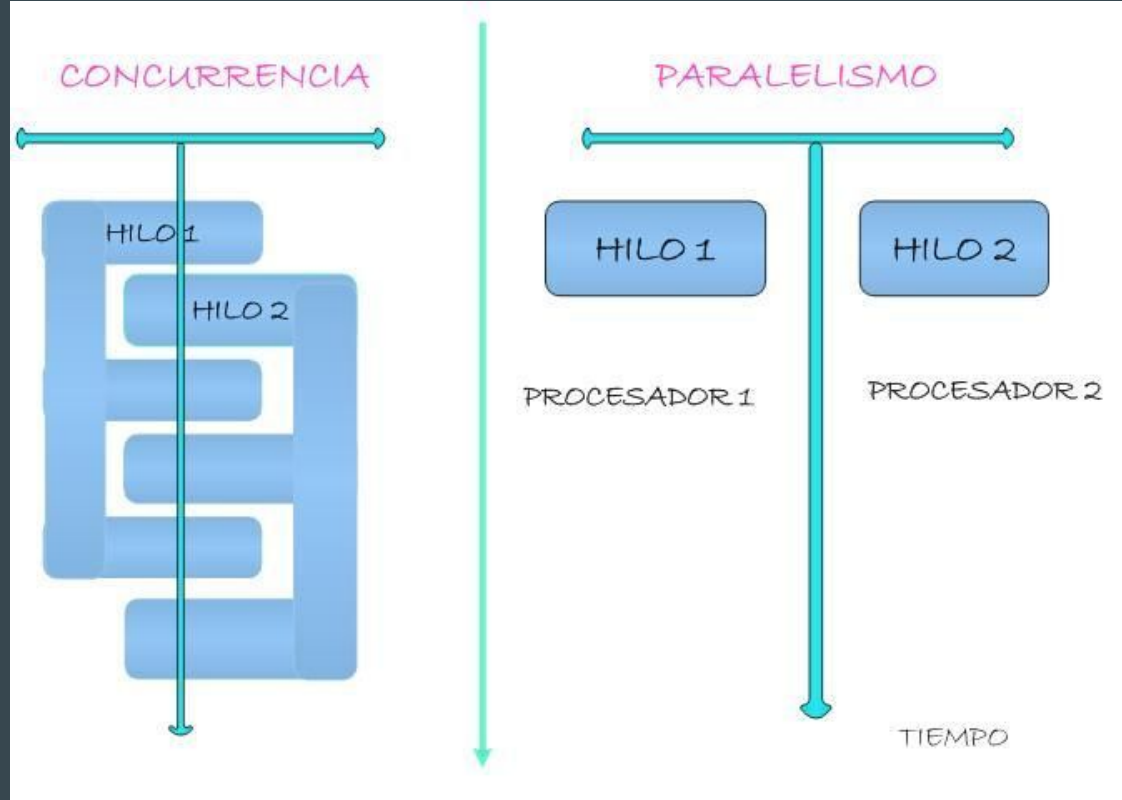 CONCURRENCIA
HILO 1
HILO 2
PARALELISMO
HILO 1
HILO 2
PROCESADOR 1
PROCESADOR 2
TIEMPO